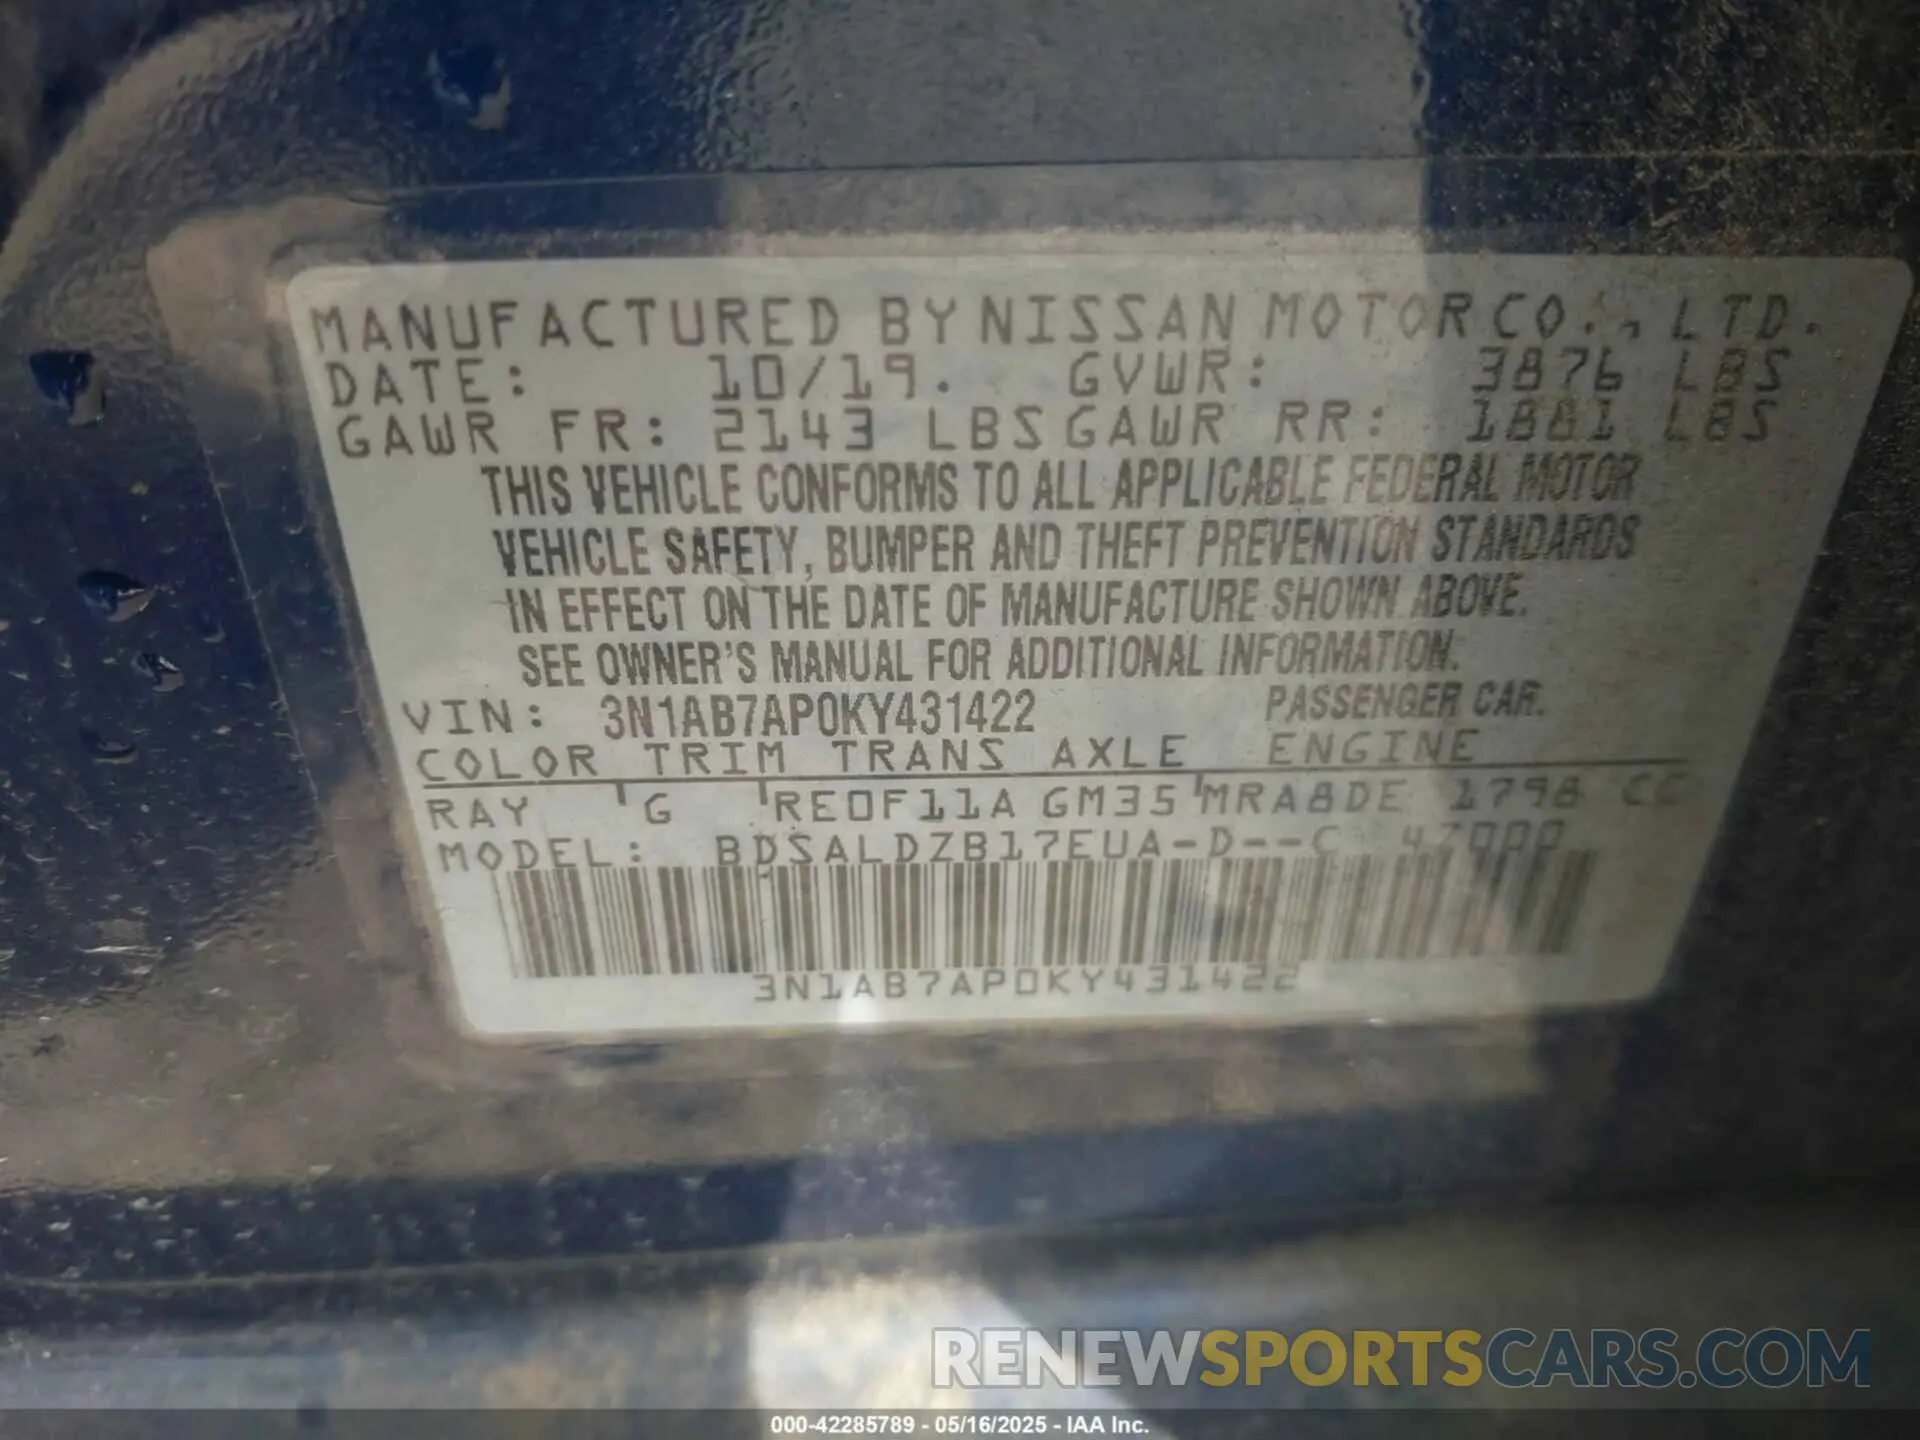 MANUFACTURED BY NISSAN MOTOR CO., LTD.
DATE: 10/19. GVWR: 3876 LBS
GAWR FR: 2143 LBS GAWR RR: 1881 LBS
THIS VEHICLE CONFORMS TO ALL APPLICABLE FEDERAL MOTOR
VEHICLE SAFETY, BUMPER AND THEFT PREVENTION STANDARDS
IN EFFECT ON THE DATE OF MANUFACTURE SHOWN ABOVE.
SEE OWNER'S MANUAL FOR ADDITIONAL INFORMATION.
VIN: 3N1AB7AP0KY431422 PASSENGER CAR.
COLOR TRIM TRANS AXLE ENGINE
RAY G RE0F11A GM35 MRA8DE 1798 CC
MODEL: BDSALDZB17EUA-D--C 47000
3N1AB7AP0KY431422
RENEWSPORTSCARS.COM
000-42285789 - 05/16/2025 - IAA Inc.